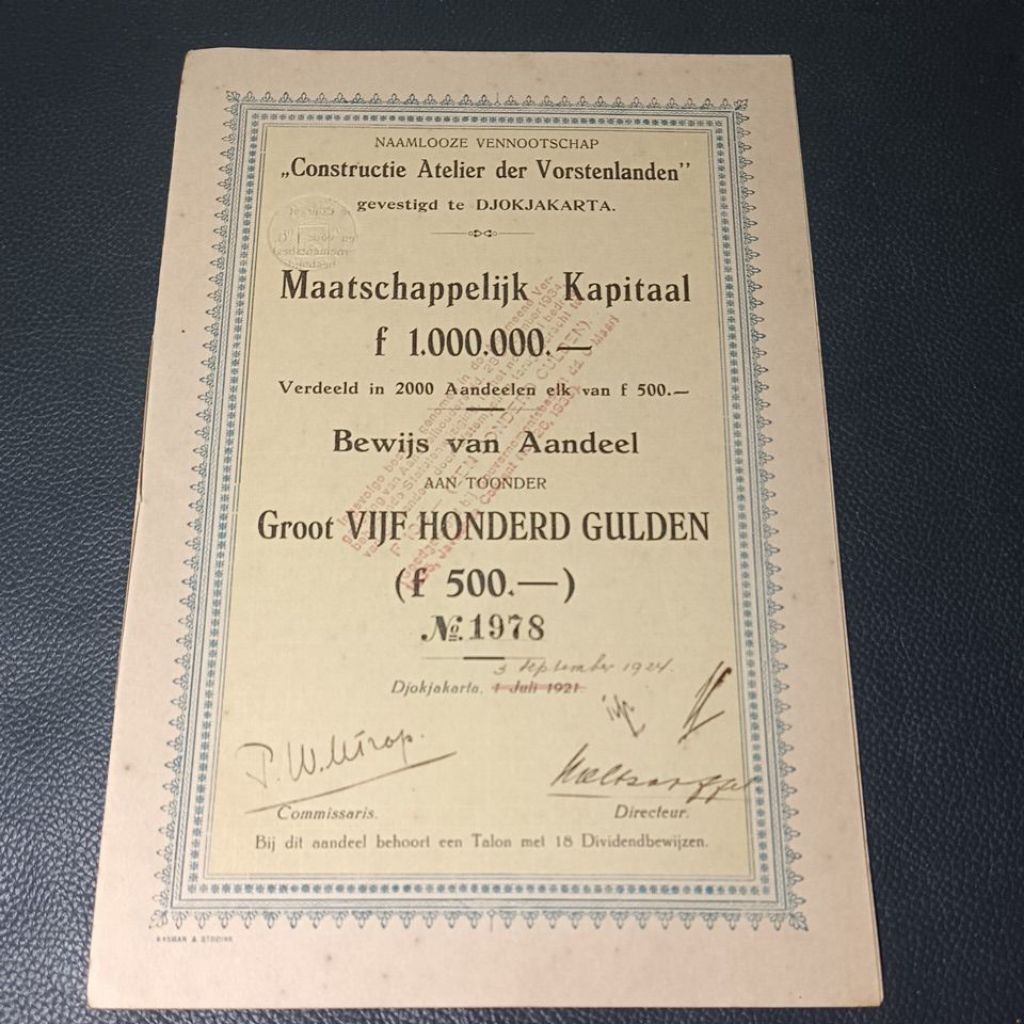 NAAMLOOZE VENNOOTSCHAP
„Constructie Atelier der Vorstenlanden”
gevestigd te DJOKJAKARTA.
Maatschappelijk Kapitaal
f 1.000.000.—
Verdeeld in 2000 Aandeelen elk van f 500.—
Bewijs van Aandeel
AAN TOONDER
Groot VIJF HONDERD GULDEN
(f 500.—)
No. 1978
3 September 1924.
Djokjakarta, 1 Juli 1921.
Commissaris.
Directeur.
Bij dit aandeel behoort een Talon met 18 Dividendbewijzen.